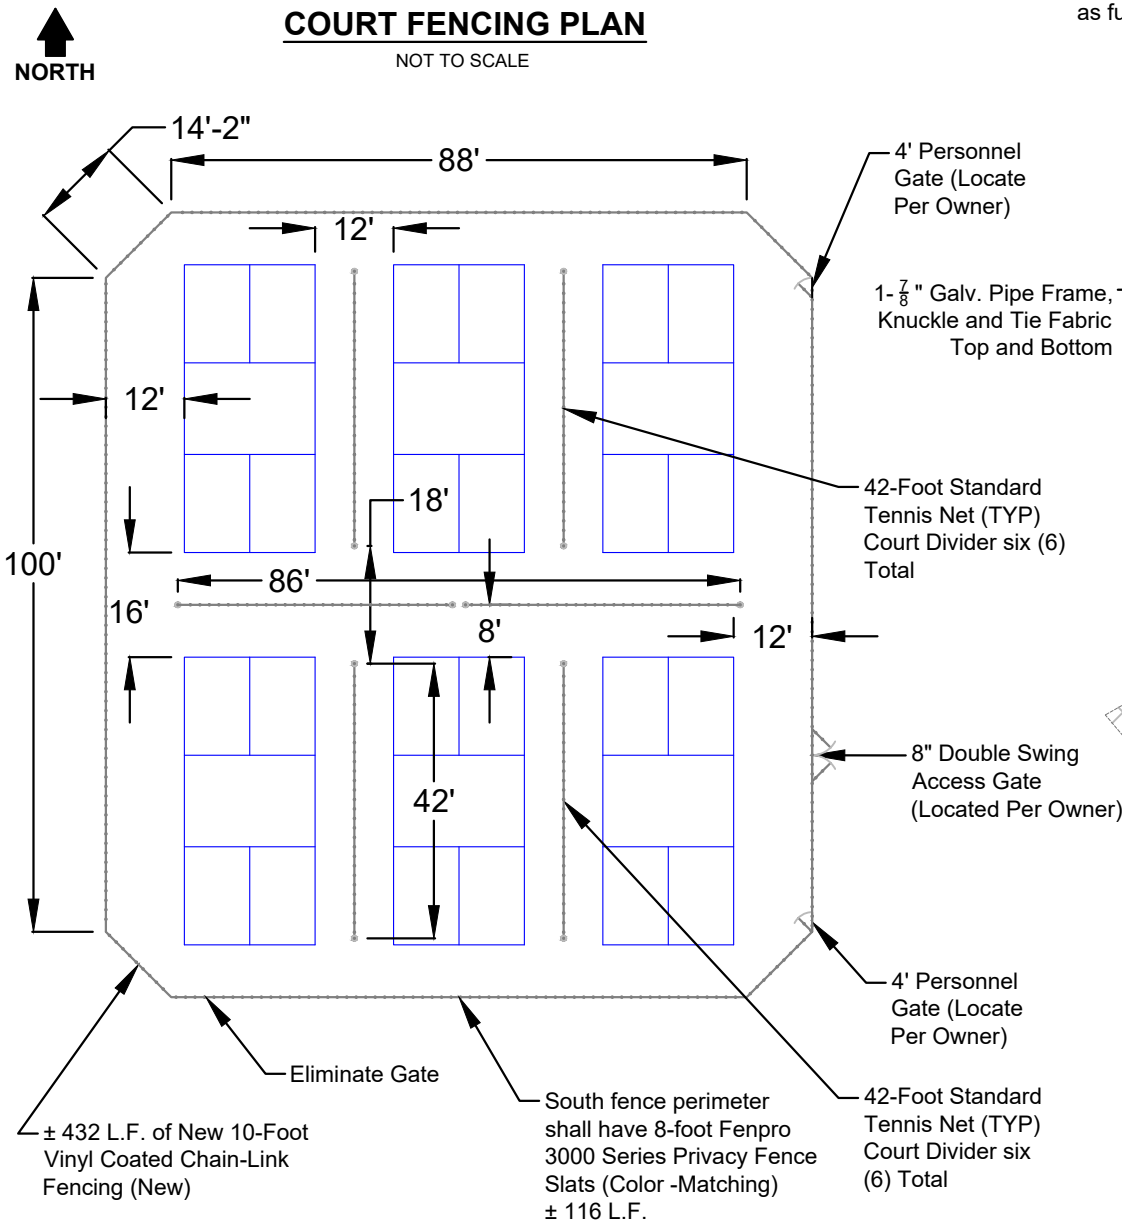 as fu
COURT FENCING PLAN
NOT TO SCALE
NORTH
14'-2"
88'
4' Personnel
Gate (Locate
Per Owner)
12'
1-7/8" Galv. Pipe Frame,
Knuckle and Tie Fabric
Top and Bottom
12'
18'
42-Foot Standard
Tennis Net (TYP)
Court Divider six (6)
Total
100'
86'
16'
8'
12'
8" Double Swing
Access Gate
(Located Per Owner)
42'
4' Personnel
Gate (Locate
Per Owner)
Eliminate Gate
± 432 L.F. of New 10-Foot
Vinyl Coated Chain-Link
Fencing (New)
South fence perimeter
shall have 8-foot Fenpro
3000 Series Privacy Fence
Slats (Color -Matching)
± 116 L.F.
42-Foot Standard
Tennis Net (TYP)
Court Divider six
(6) Total